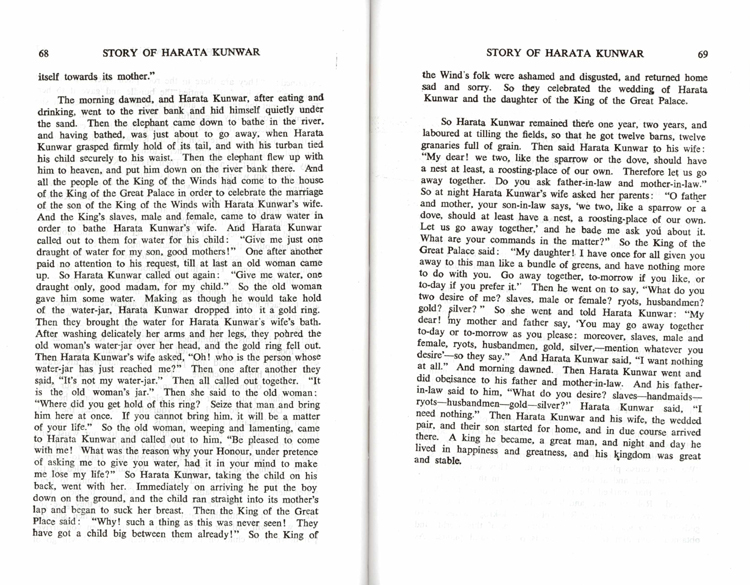 68 STORY OF HARATA KUNWAR
itself towards its mother."
The morning dawned, and Harata Kunwar, after eating and
drinking, went to the river bank and hid himself quietly under
the sand. Then the elephant came down to bathe in the river,
and having bathed, was just to go away, when Harata
Kunwar grasped firmly hold of its tail, and with his turban tied
his child securely to his waist. Then the elephant flew up with
him to heaven, and put him down on the river bank there. And
all the people of the King of the Winds had come to the house
of the King of the Great Palace in order to celebrate the marriage
of the son of the King of the Winds with Harata Kunwar's wife.
And the King's slaves, male and female, came to draw water in
order to bathe Harata Kunwar's wife. And Harata Kunwar
called out to them for water for his child: "Give me just one
draught of water for my son, good mothers!" One after another
paid no attention to his request, till at last an old woman came
up. So Harata Kunwar called out again: "Give me water, one
draught only, good madam, for my child." So the old woman
gave him some water. Making as though he would take hold
of the water-jar, Harata Kunwar dropped into it a gold ring.
Then they brought the water for Harata Kunwar's wife's bath.
After washing delicately her arms and her legs, they poured the
old woman's water-jar over her head, and the gold ring fell out.
Then Harata Kunwar's wife asked, "Oh! who is the person whose
water-jar has just reached me?" Then one after another they
said, "It's not my water-jar." Then all called out together. "It
is the old woman's jar." Then she said to the old woman:
"Where did you get hold of this ring? Seize that man and bring
him here at once. If you cannot bring him, it will be a matter
of your life." So the old woman, weeping and lamenting, came
to Harata Kunwar and called out to him, "Be pleased to come
with me! What was the reason why your Honour, under pretence
of asking me to give you water, had it in your mind to make
me lose my life?" So Harata Kunwar, taking the child on his
back, went with her. Immediately on arriving he put the boy
down on the ground, and the child ran straight into its mother's
lap and began to suck her breast. Then the King of the Great
Place said: "Why! such a thing as this was never seen! They
have got a child big between them already!" So the King of
STORY OF HARATA KUNWAR 69
the Wind's folk were ashamed and disgusted, and returned home
sad and sorry. So they celebrated the wedding of Harata
Kunwar and the daughter of the King of the Great Palace.
So Harata Kunwar remained there one year, two years, and
laboured at tilling the fields, so that he got twelve barns, twelve
granaries full of grain. Then said Harata Kunwar to his wife:
"My dear! we two, like the sparrow or the dove, should have
a nest at least, a roosting-place of our own. Therefore let us go
away together. Do you ask father-in-law and mother-in-law."
So at night Harata Kunwar's wife asked her parents: "O father
and mother, your son-in-law says, 'we two, like a sparrow or a
dove, should at least have a nest, a roosting-place of our own.
Let us go away together,' and he bade me ask you about it.
What are your commands in the matter?" So the King of the
Great Palace said: "My daughter! I have once for all given you
away to this man like a bundle of greens, and have nothing more
to do with you. Go away together, to-morrow if you like, or
to-day if you prefer it." Then he went on to say, "What do you
two desire of me? slaves, male or female? ryots, husbandmen?
gold? silver?" So she went and told Harata Kunwar: "My
dear! my mother and father say, 'You may go away together
to-day or to-morrow as you please; moreover, slaves, male and
female, ryots, husbandmen, gold, silver,—mention whatever you
desire'—so they say." And Harata Kunwar said, "I want nothing
at all." And morning dawned. Then Harata Kunwar went and
did obeisance to his father and mother-in-law. And his father-
in-law said to him, "What do you desire? slaves—handmaids—
ryots—husbandmen—gold—silver?" Harata Kunwar said, "I
need nothing." Then Harata Kunwar and his wife, the wedded
pair, and their son started for home, and in due course arrived
there. A king he became, a great man, and night and day he
lived in happiness and greatness, and his kingdom was great
and stable.